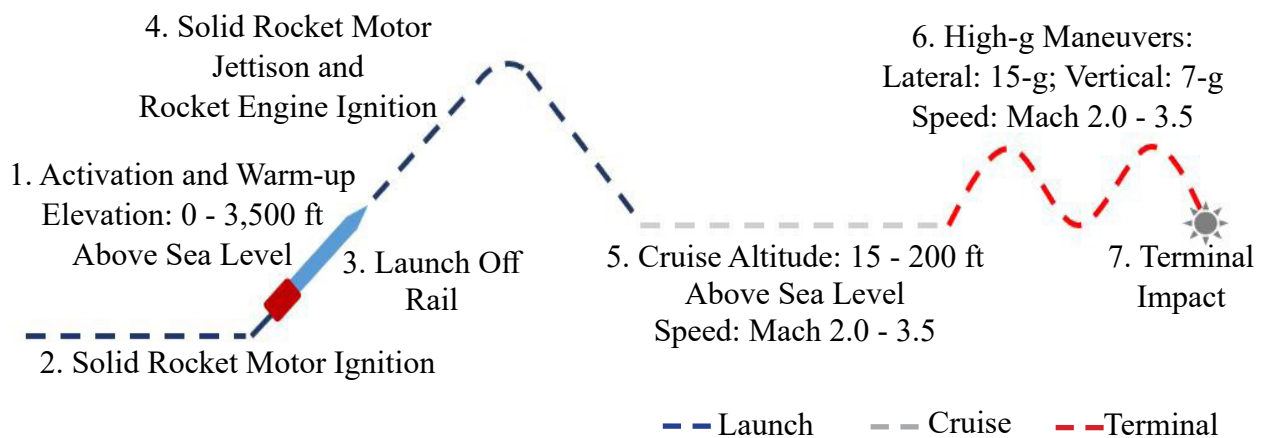 4. Solid Rocket Motor
Jettison and
Rocket Engine Ignition
6. High-g Maneuvers:
Lateral: 15-g; Vertical: 7-g
Speed: Mach 2.0 - 3.5
1. Activation and Warm-up
Elevation: 0 - 3,500 ft
Above Sea Level
3. Launch Off
Rail
5. Cruise Altitude: 15 - 200 ft
Above Sea Level
Speed: Mach 2.0 - 3.5
7. Terminal
Impact
2. Solid Rocket Motor Ignition
Launch
Cruise
Terminal